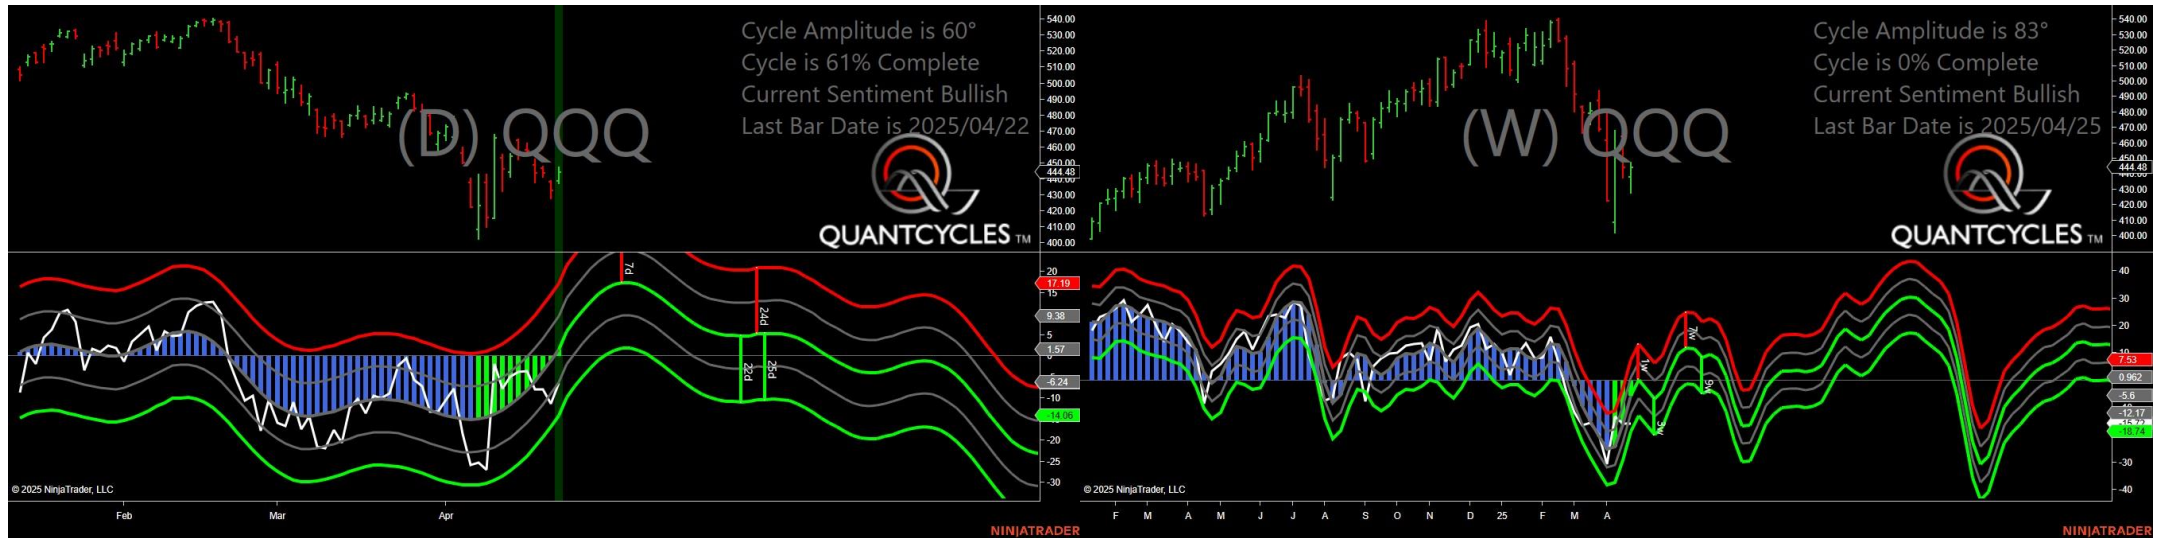 Cycle Amplitude is 60°
Cycle is 61% Complete
Current Sentiment Bullish
Last Bar Date is 2025/04/22
(D) QQQ
QUANTCYCLES TM
540.00
530.00
520.00
510.00
500.00
490.00
480.00
470.00
460.00
450.00
444.48
440.00
430.00
420.00
410.00
400.00
7d
24d
22d
25d
20
17.19
15
9.38
5
1.57
-6.24
-10
-14.06
-20
-25
-30
© 2025 NinjaTrader, LLC
Feb Mar Apr
NINJATRADER
Cycle Amplitude is 83°
Cycle is 0% Complete
Current Sentiment Bullish
Last Bar Date is 2025/04/25
(W) QQQ
QUANTCYCLES TM
540.00
530.00
520.00
510.00
500.00
490.00
480.00
470.00
460.00
450.00
444.48
440.00
430.00
420.00
410.00
400.00
1w
7w
3w
9w
40
30
20
7.53
0.962
-5.6
-12.17
-18.74
-30
-40
© 2025 NinjaTrader, LLC
F M A M J J A S O N D 25 F M A
NINJATRADER